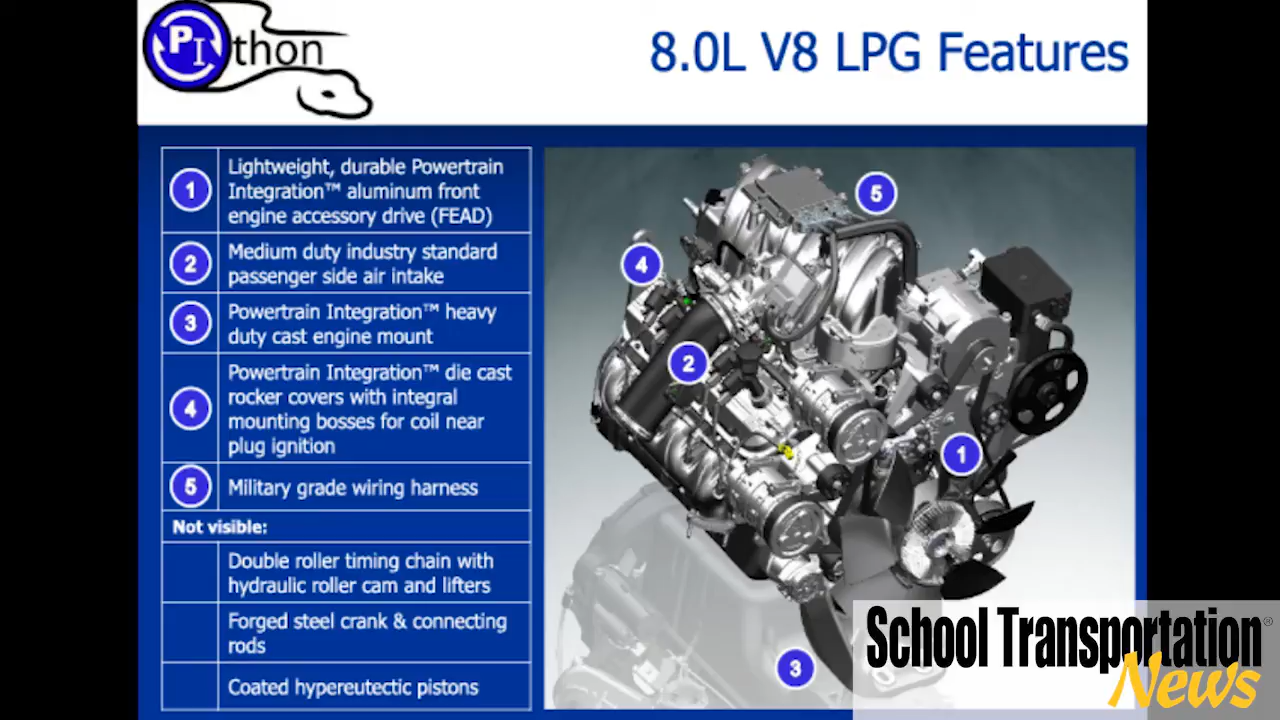 PIthon
8.0L V8 LPG Features
1
Lightweight, durable Powertrain
Integration™ aluminum front
engine accessory drive (FEAD)
2
Medium duty industry standard
passenger side air intake
3
Powertrain Integration™ heavy
duty cast engine mount
4
Powertrain Integration™ die cast
rocker covers with integral
mounting bosses for coil near
plug ignition
5
Military grade wiring harness
Not visible:
Double roller timing chain with
hydraulic roller cam and lifters
Forged steel crank & connecting
rods
Coated hypereutectic pistons
5
4
2
1
3
School Transportation®
News